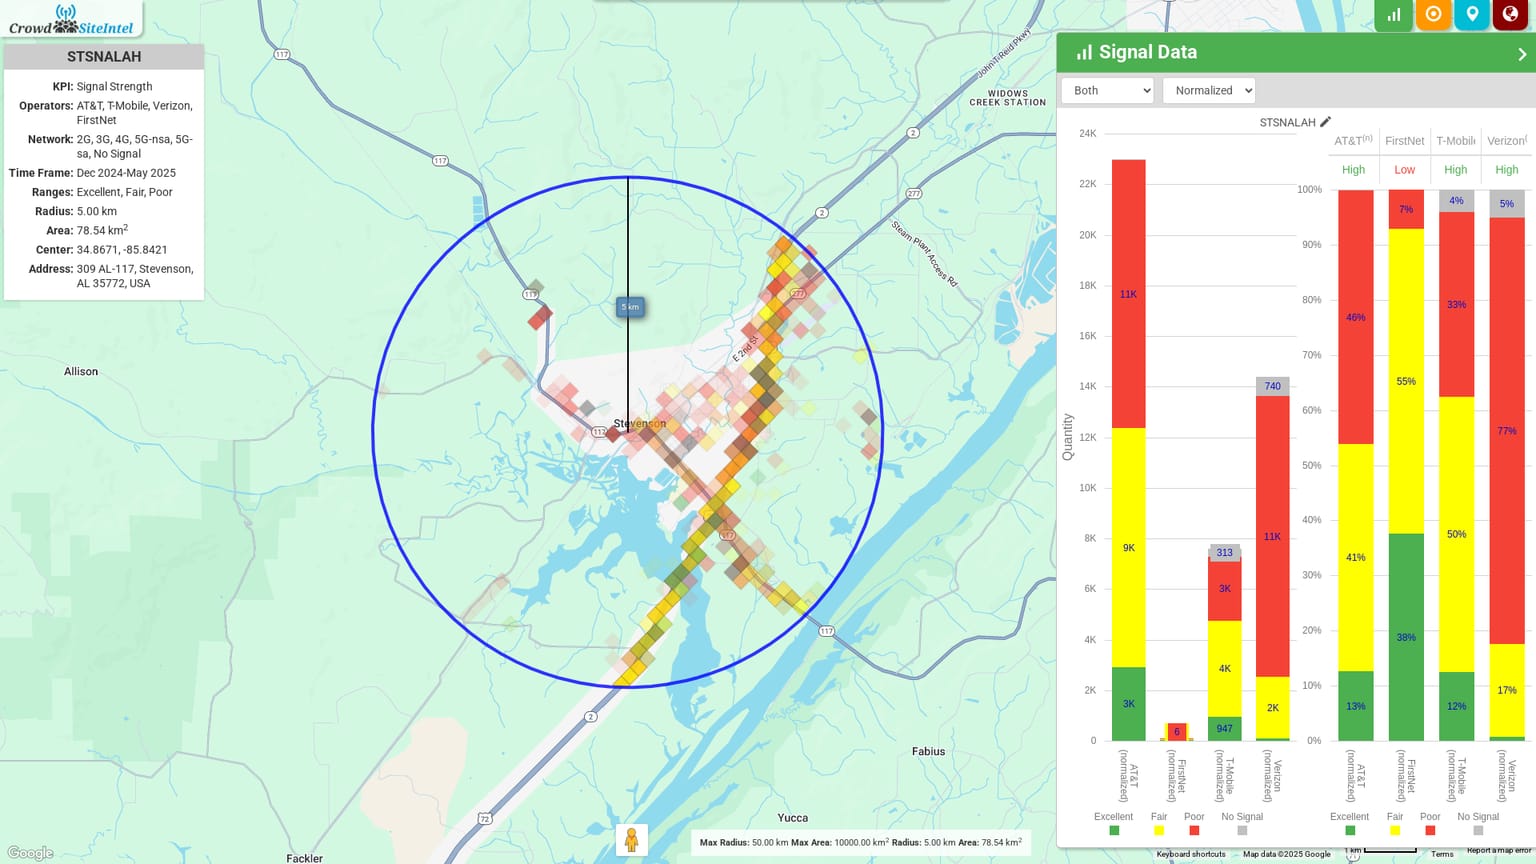 Crowd SiteIntel
STSNALAH
KPI: Signal Strength
Operators: AT&T, T-Mobile, Verizon,
FirstNet
Network: 2G, 3G, 4G, 5G-nsa, 5G-
sa, No Signal
Time Frame: Dec 2024-May 2025
Ranges: Excellent, Fair, Poor
Radius: 5.00 km
Area: 78.54 km²
Center: 34.8671, -85.8421
Address: 309 AL-117, Stevenson,
AL 35772, USA
117
117
John T Reid Pkwy
WIDOWS
CREEK STATION
2
277
2
Steam Plant Access Rd
117
5 km
277
E 2nd St
Allison
Stevenson
117
117
117
2
Fabius
72
Yucca
Fackler
Google
Max Radius: 50.00 km Max Area: 10000.00 km² Radius: 5.00 km Area: 78.54 km²
Signal Data
Both
Normalized
STSNALAH
24K
22K
20K
18K
16K
14K
12K
10K
8K
6K
4K
2K
0
Quantity
11K
9K
3K
6
313
3K
4K
947
740
11K
2K
AT&T (normalized)
FirstNet (normalized)
T-Mobile (normalized)
Verizon (normalized)
Excellent Fair Poor No Signal
AT&T(n) FirstNet T-Mobile Verizon(
High Low High High
100%
90%
80%
70%
60%
50%
40%
30%
20%
10%
0%
46%
41%
13%
7%
55%
38%
4%
33%
50%
12%
5%
77%
17%
AT&T (normalized)
FirstNet (normalized)
T-Mobile (normalized)
Verizon (normalized)
Excellent Fair Poor No Signal
Keyboard shortcuts Map data ©2025 Google 1 km Terms Report a map error